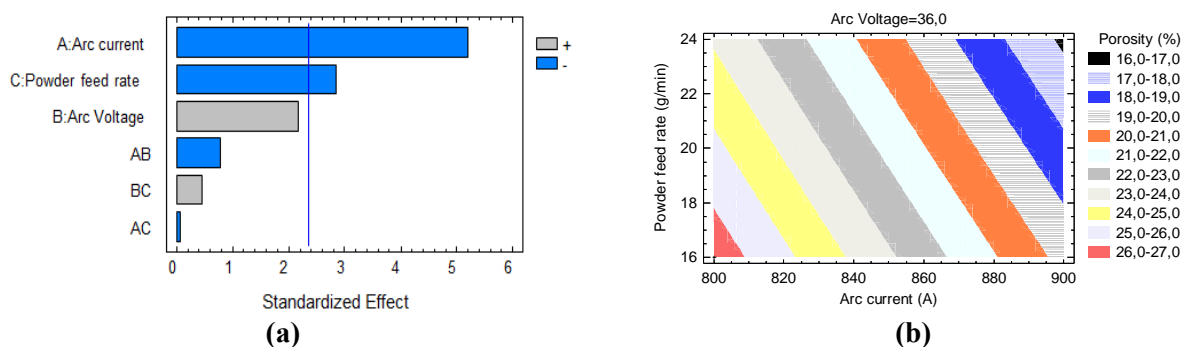 A:Arc current
C:Powder feed rate
B:Arc Voltage
AB
BC
AC
0 1 2 3 4 5 6
Standardized Effect
+
-
(a)
Arc Voltage=36,0
Powder feed rate (g/min)
24
22
20
18
16
800 820 840 860 880 900
Arc current (A)
Porosity (%)
16,0-17,0
17,0-18,0
18,0-19,0
19,0-20,0
20,0-21,0
21,0-22,0
22,0-23,0
23,0-24,0
24,0-25,0
25,0-26,0
26,0-27,0
(b)